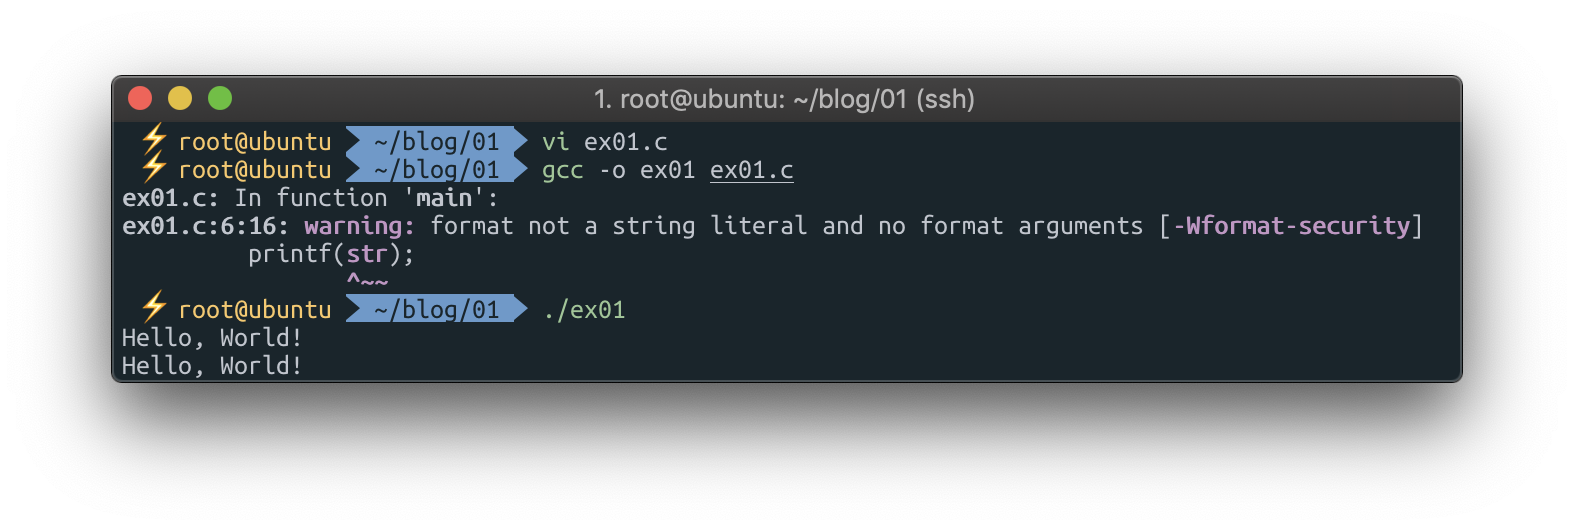 1. root@ubuntu: ~/blog/01 (ssh)
⚡ root@ubuntu ~/blog/01 vi ex01.c
⚡ root@ubuntu ~/blog/01 gcc -o ex01 ex01.c
ex01.c: In function 'main':
ex01.c:6:16: warning: format not a string literal and no format arguments [-Wformat-security]
printf(str);
^~~
⚡ root@ubuntu ~/blog/01 ./ex01
Hello, World!
Hello, World!